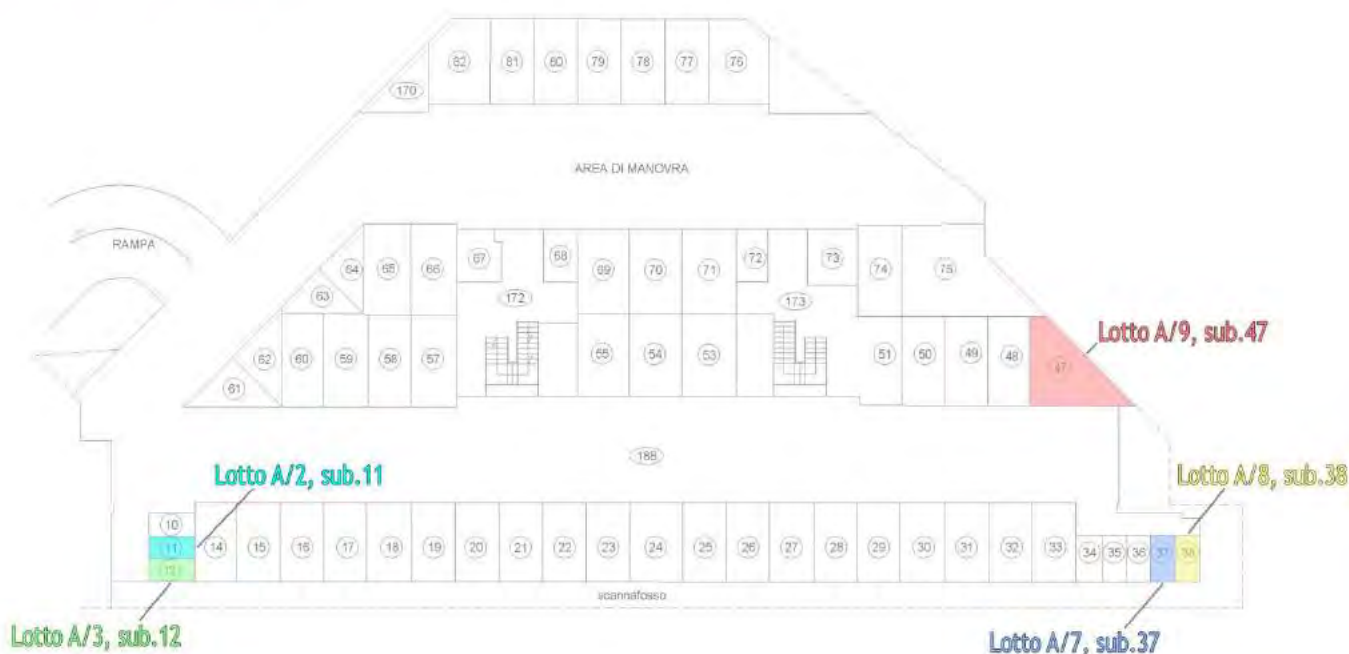 82 81 80 79 78 77 76
170
AREA DI MANOVRA
RAMPA
64 65 66 67 68 69 70 71 72 73 74 75
63
172 173
Lotto A/9, sub.47
62 60 59 58 57 55 54 53 51 50 49 48 47
61
188
Lotto A/2, sub.11
Lotto A/8, sub.38
10
11 14 15 16 17 18 19 20 21 22 23 24 25 26 27 28 29 30 31 32 33 34 35 36 37 38
12
scannafosso
Lotto A/3, sub.12
Lotto A/7, sub.37